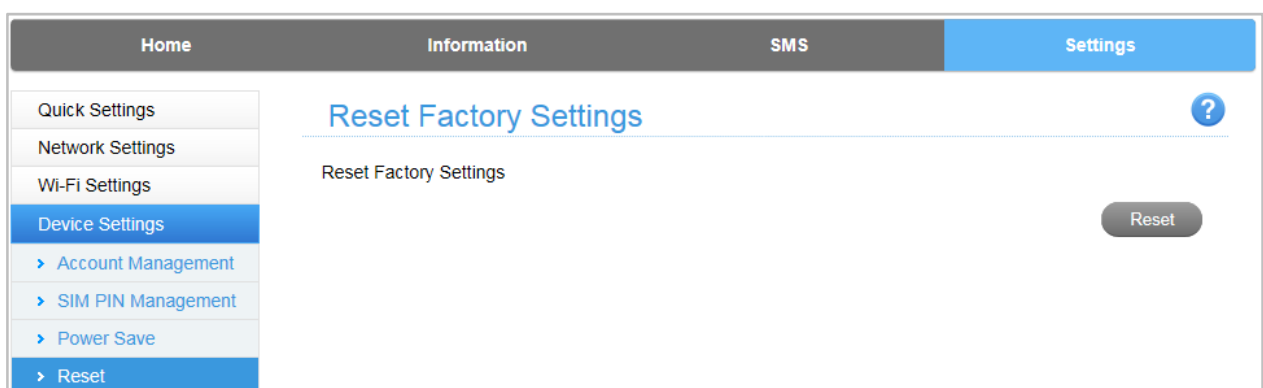 Home Information SMS Settings
Quick Settings
Network Settings
Wi-Fi Settings
Device Settings
Account Management
SIM PIN Management
Power Save
Reset
Reset Factory Settings
?
Reset Factory Settings
Reset